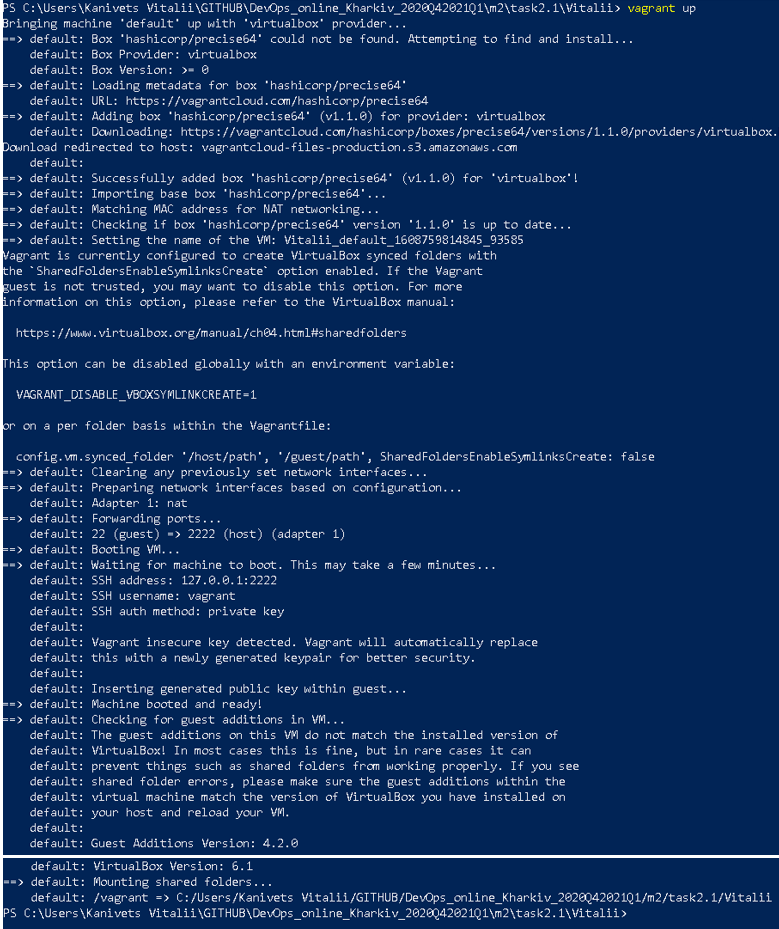 PS C:\Users\Kanivets Vitalii\GITHUB\DevOps_online_Kharkiv_2020Q42021Q1\m2\task2.1\Vitalii> vagrant up
Bringing machine 'default' up with 'virtualbox' provider...
==> default: Box 'hashicorp/precise64' could not be found. Attempting to find and install...
    default: Box Provider: virtualbox
    default: Box Version: >= 0
==> default: Loading metadata for box 'hashicorp/precise64'
    default: URL: https://vagrantcloud.com/hashicorp/precise64
==> default: Adding box 'hashicorp/precise64' (v1.1.0) for provider: virtualbox
    default: Downloading: https://vagrantcloud.com/hashicorp/boxes/precise64/versions/1.1.0/providers/virtualbox.
Download redirected to host: vagrantcloud-files-production.s3.amazonaws.com
    default:
==> default: Successfully added box 'hashicorp/precise64' (v1.1.0) for 'virtualbox'!
==> default: Importing base box 'hashicorp/precise64'...
==> default: Matching MAC address for NAT networking...
==> default: Checking if box 'hashicorp/precise64' version '1.1.0' is up to date...
==> default: Setting the name of the VM: Vitalii_default_1608759814845_93585
Vagrant is currently configured to create VirtualBox synced folders with
the `SharedFoldersEnableSymlinksCreate` option enabled. If the Vagrant
guest is not trusted, you may want to disable this option. For more
information on this option, please refer to the VirtualBox manual:

  https://www.virtualbox.org/manual/ch04.html#sharedfolders

This option can be disabled globally with an environment variable:

  VAGRANT_DISABLE_VBOXSYMLINKCREATE=1

or on a per folder basis within the Vagrantfile:

  config.vm.synced_folder '/host/path', '/guest/path', SharedFoldersEnableSymlinksCreate: false
==> default: Clearing any previously set network interfaces...
==> default: Preparing network interfaces based on configuration...
    default: Adapter 1: nat
==> default: Forwarding ports...
    default: 22 (guest) => 2222 (host) (adapter 1)
==> default: Booting VM...
==> default: Waiting for machine to boot. This may take a few minutes...
    default: SSH address: 127.0.0.1:2222
    default: SSH username: vagrant
    default: SSH auth method: private key
    default:
    default: Vagrant insecure key detected. Vagrant will automatically replace
    default: this with a newly generated keypair for better security.
    default:
    default: Inserting generated public key within guest...
==> default: Machine booted and ready!
==> default: Checking for guest additions in VM...
    default: The guest additions on this VM do not match the installed version of
    default: VirtualBox! In most cases this is fine, but in rare cases it can
    default: prevent things such as shared folders from working properly. If you see
    default: shared folder errors, please make sure the guest additions within the
    default: virtual machine match the version of VirtualBox you have installed on
    default: your host and reload your VM.
    default:
    default: Guest Additions Version: 4.2.0
    default: VirtualBox Version: 6.1
==> default: Mounting shared folders...
    default: /vagrant => C:/Users/Kanivets Vitalii/GITHUB/DevOps_online_Kharkiv_2020Q42021Q1/m2/task2.1/Vitalii
PS C:\Users\Kanivets Vitalii\GITHUB\DevOps_online_Kharkiv_2020Q42021Q1\m2\task2.1\Vitalii>